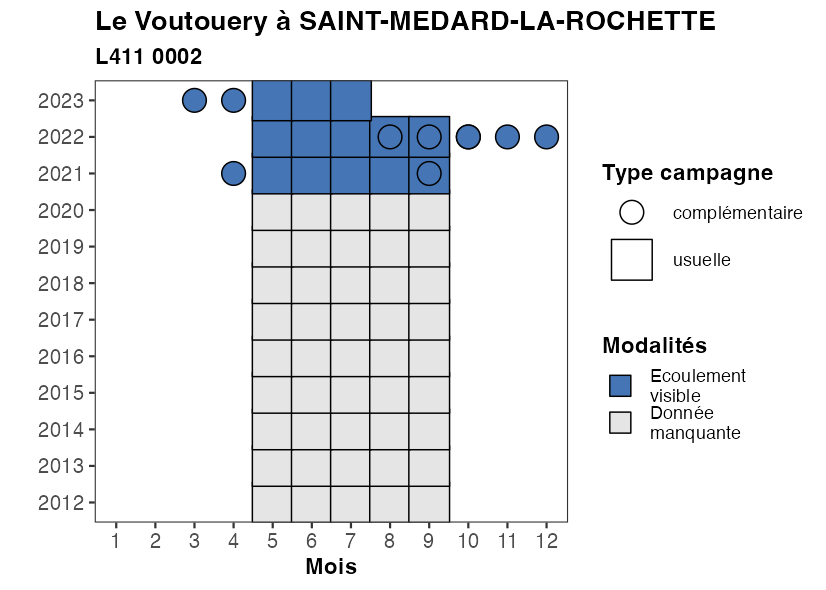 Le Voutouery à SAINT-MEDARD-LA-ROCHETTE
L411 0002
2023
2022
2021
2020
2019
2018
2017
2016
2015
2014
2013
2012
1 2 3 4 5 6 7 8 9 10 11 12
Mois
Type campagne
complémentaire
usuelle
Modalités
Ecoulement
visible
Donnée
manquante